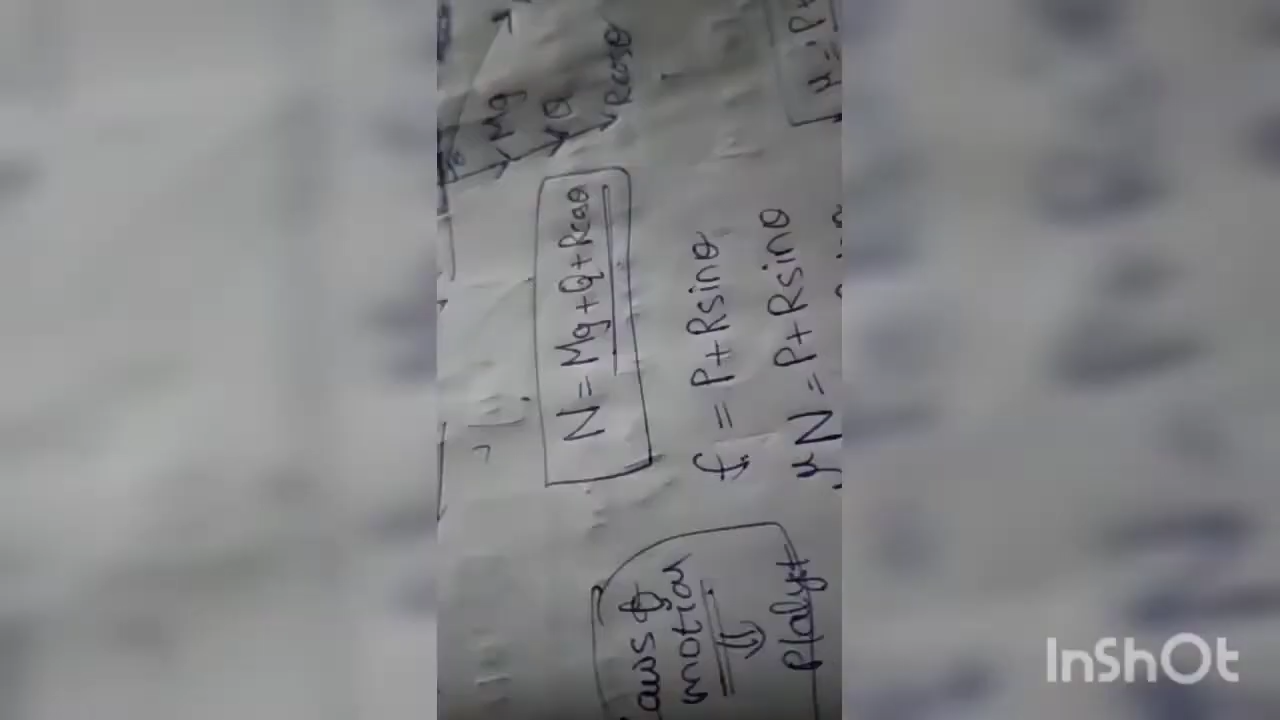 Mg
Q
Rcosθ
N = Mg + Q + Rcosθ
f = P + Rsinθ
μN = P + Rsinθ
μ = P+
Laws of
motion
⇓
Playlist
InShOt